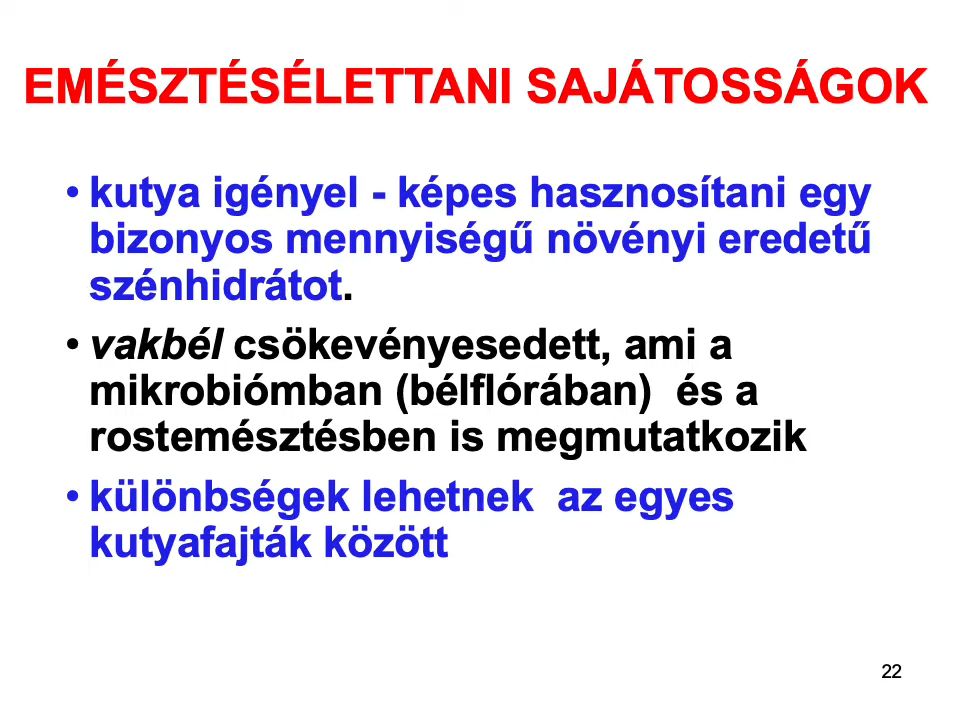 EMÉSZTÉSÉLETTANI SAJÁTOSSÁGOK
• kutya igényel - képes hasznosítani egy
bizonyos mennyiségű növényi eredetű
szénhidrátot.
• vakbél csökevényesedett, ami a
mikrobiómban (bélflórában)  és a
rostemésztésben is megmutatkozik
• különbségek lehetnek  az egyes
kutyafajták között
22